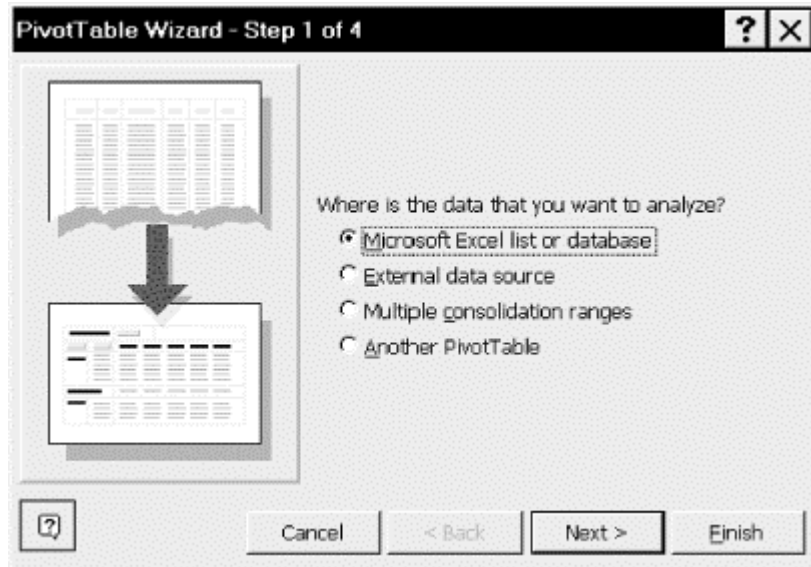 PivotTable Wizard - Step 1 of 4
Where is the data that you want to analyze?
Microsoft Excel list or database
External data source
Multiple consolidation ranges
Another PivotTable
Cancel < Back Next > Finish